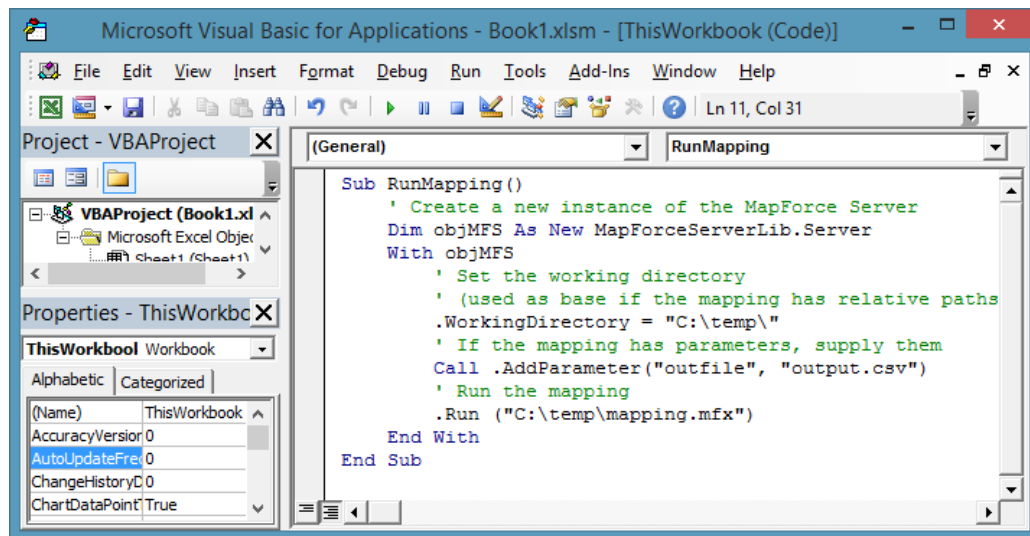 Microsoft Visual Basic for Applications - Book1.xlsm - [ThisWorkbook (Code)]
File Edit View Insert Format Debug Run Tools Add-Ins Window Help
Ln 11, Col 31
Project - VBAProject
VBAProject (Book1.xl
Microsoft Excel Objec
Sheet1 (Sheet1)
Properties - ThisWorkbo
ThisWorkbool Workbook
Alphabetic Categorized
(Name) ThisWorkbook
AccuracyVersion 0
AutoUpdateFreq 0
ChangeHistoryD 0
ChartDataPointT True
(General) RunMapping
Sub RunMapping()
' Create a new instance of the MapForce Server
Dim objMFS As New MapForceServerLib.Server
With objMFS
' Set the working directory
' (used as base if the mapping has relative paths
.WorkingDirectory = "C:\temp\"
' If the mapping has parameters, supply them
Call .AddParameter("outfile", "output.csv")
' Run the mapping
.Run ("C:\temp\mapping.mfx")
End With
End Sub